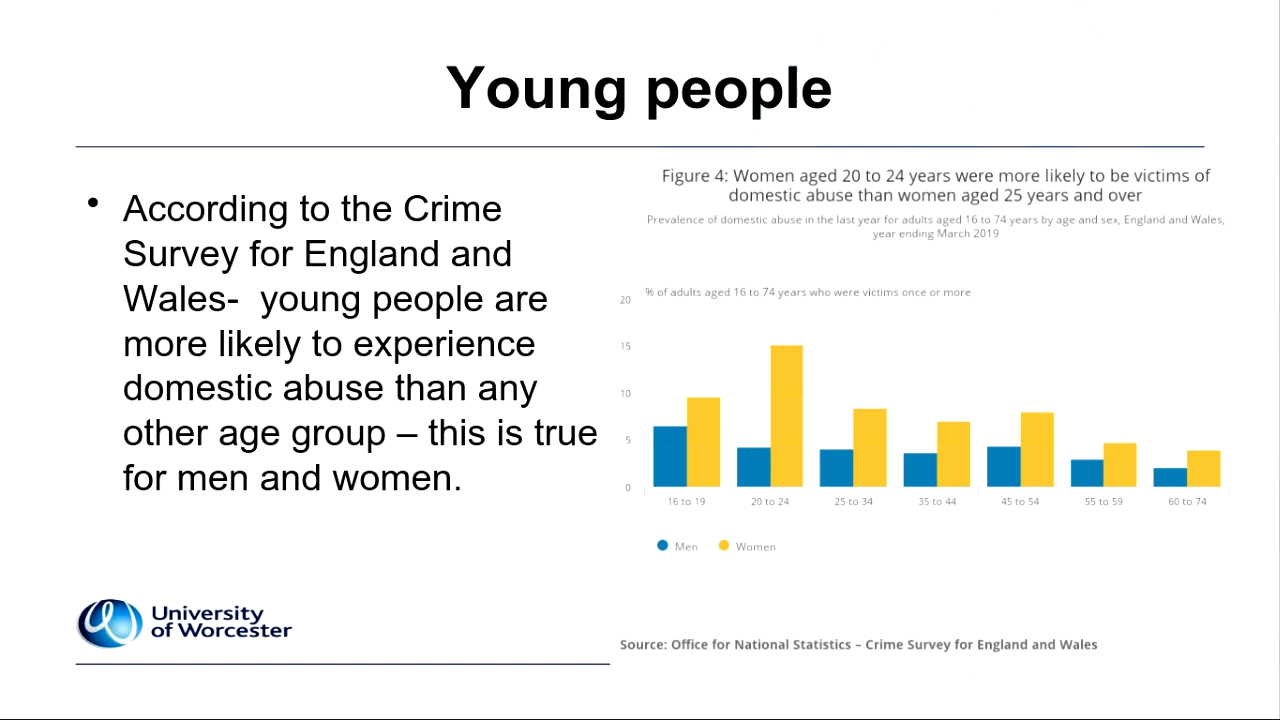 Young people
• According to the Crime
Survey for England and
Wales-  young people are
more likely to experience
domestic abuse than any
other age group – this is true
for men and women.
Figure 4: Women aged 20 to 24 years were more likely to be victims of
domestic abuse than women aged 25 years and over
Prevalence of domestic abuse in the last year for adults aged 16 to 74 years by age and sex, England and Wales,
year ending March 2019
% of adults aged 16 to 74 years who were victims once or more
20
15
10
5
0
16 to 19
20 to 24
25 to 34
35 to 44
45 to 54
55 to 59
60 to 74
Men
Women
Source: Office for National Statistics – Crime Survey for England and Wales
University
of Worcester